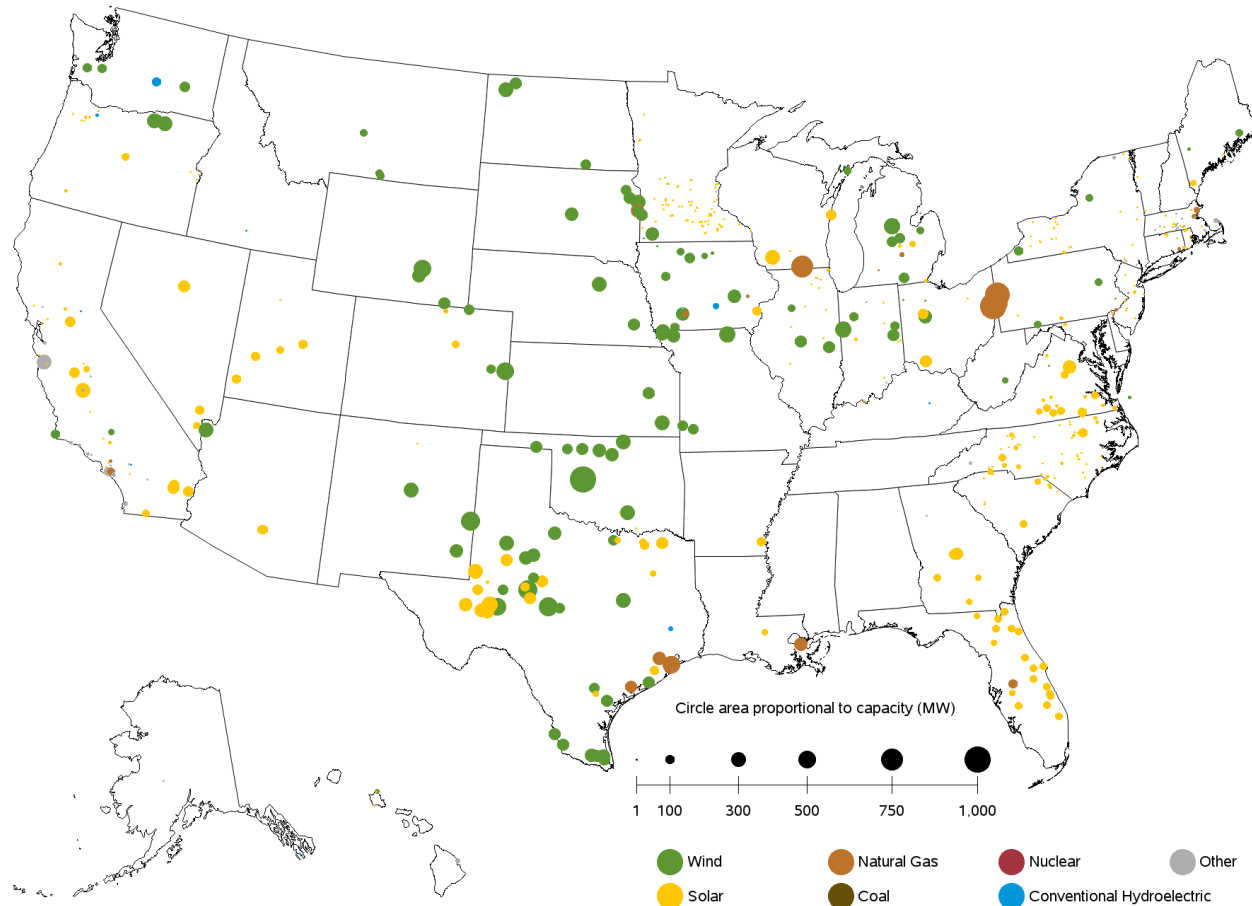 Circle area proportional to capacity (MW)
1 100 300 500 750 1,000
Wind Natural Gas Nuclear Other
Solar Coal Conventional Hydroelectric